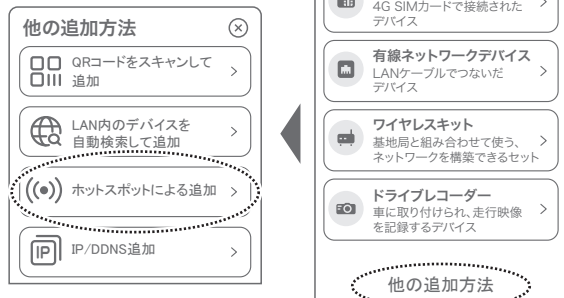 他の追加方法
QRコードをスキャンして
追加
LAN内のデバイスを
自動検索して追加
ホットスポットによる追加
IP
IP/DDNS追加
4G SIMカードで接続された
デバイス
有線ネットワークデバイス
LANケーブルでつないだ
デバイス
ワイヤレスキット
基地局と組み合わせて使う、
ネットワークを構築できるセット
ドライブレコーダー
車に取り付けられ、走行映像
を記録するデバイス
他の追加方法